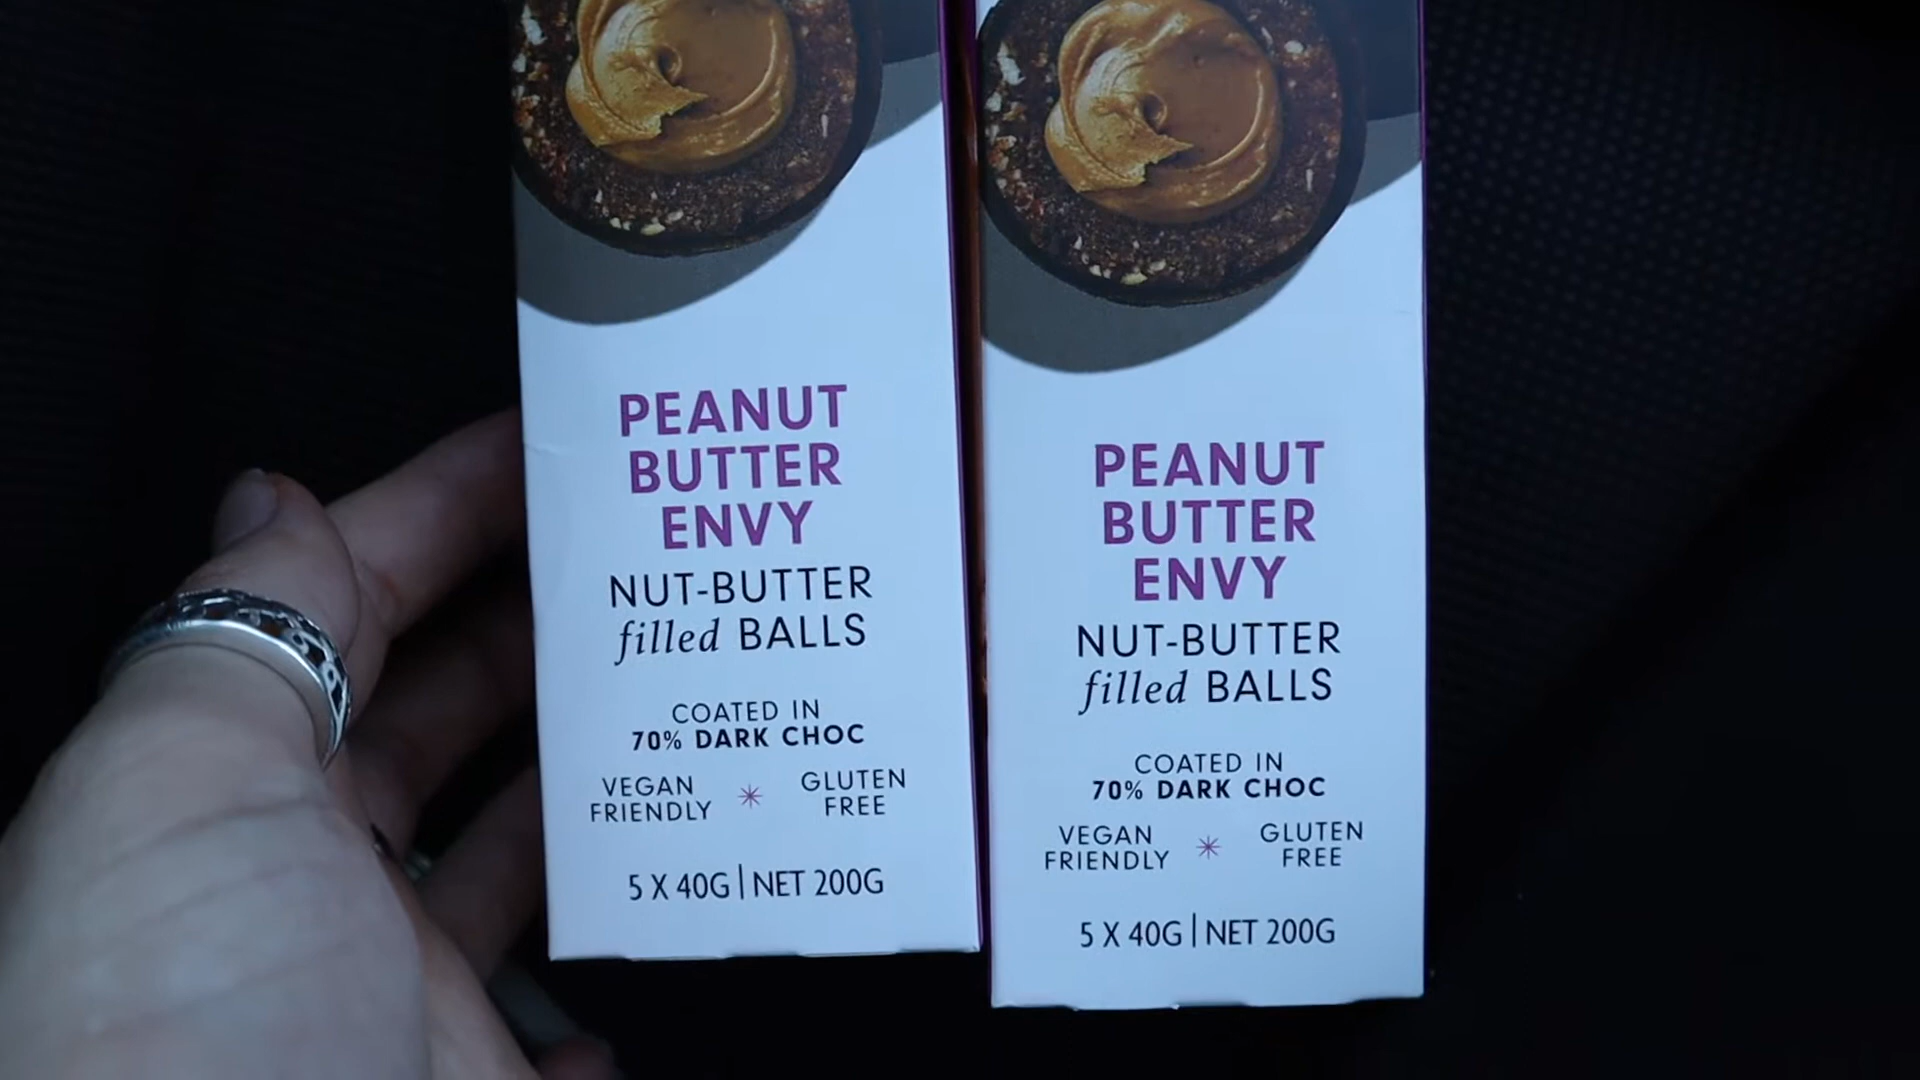 PEANUT
BUTTER
ENVY
NUT-BUTTER
filled BALLS
COATED IN
70% DARK CHOC
VEGAN FRIENDLY * GLUTEN FREE
5 X 40G | NET 200G
PEANUT
BUTTER
ENVY
NUT-BUTTER
filled BALLS
COATED IN
70% DARK CHOC
VEGAN FRIENDLY * GLUTEN FREE
5 X 40G | NET 200G